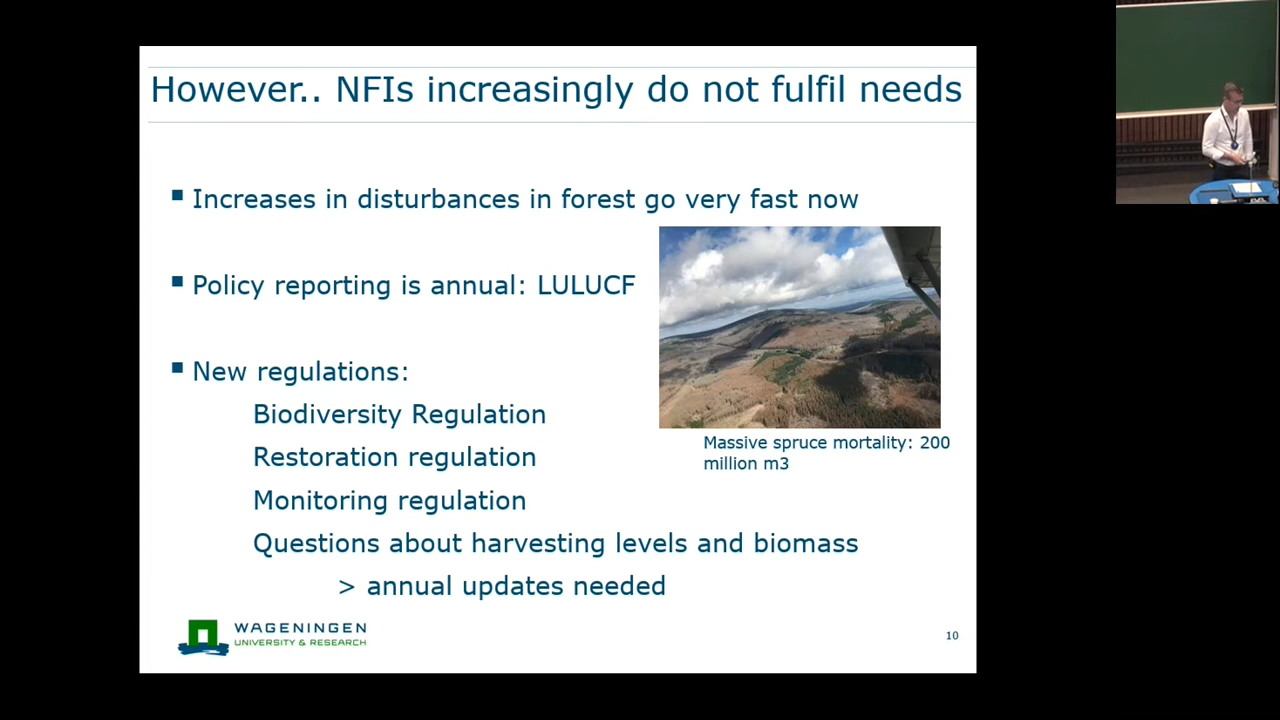 However.. NFIs increasingly do not fulfil needs
Increases in disturbances in forest go very fast now
Policy reporting is annual: LULUCF
New regulations:
Biodiversity Regulation
Restoration regulation
Monitoring regulation
Questions about harvesting levels and biomass
> annual updates needed
Massive spruce mortality: 200
million m3
WAGENINGEN
UNIVERSITY & RESEARCH
10